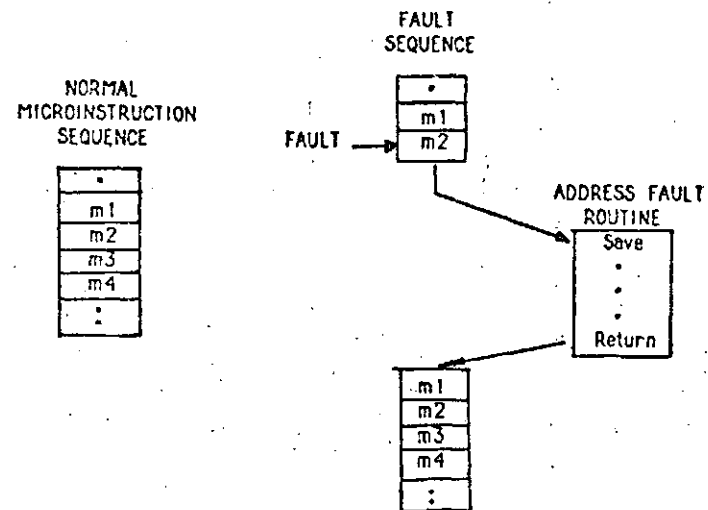 NORMAL
MICROINSTRUCTION
SEQUENCE
m1
m2
m3
m4
FAULT
SEQUENCE
m1
m2
FAULT
ADDRESS FAULT
ROUTINE
Save
Return
m1
m2
m3
m4